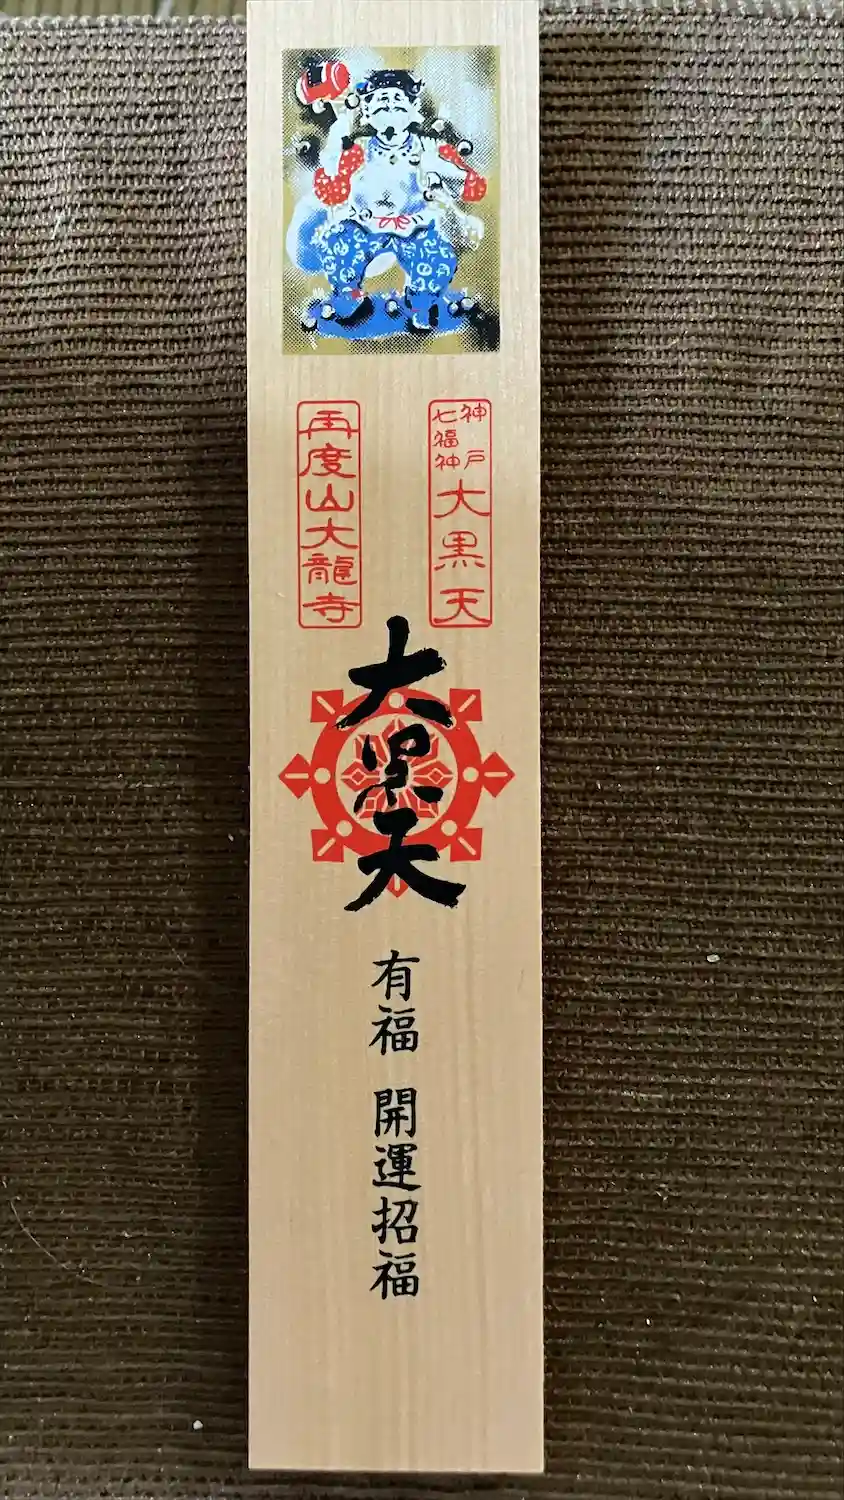 神戸
七福神
大黒天
再度山大龍寺
大黒天
有福 開運招福